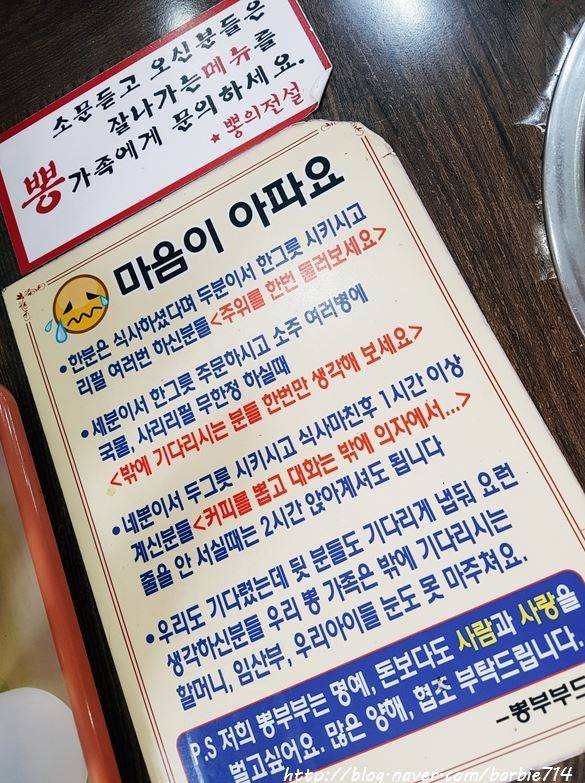 소문듣고 오신분들은
잘나가는메뉴를
뽕가족에게 문의하세요.
★뽕의전설
마음이 아파요
•한분은 식사하셨다며 두분이서 한그릇 시키시고
리필 여러번 하신분들<주위를 한번 둘러보세요>
•세분이서 한그릇 주문하시고 소주 여러병에
국물, 사리리필 무한정 하실때
<밖에 기다리시는 분들 한번만 생각해 보세요>
•네분이서 두그릇 시키시고 식사마친후 1시간 이상
계신분들 <커피를 뽑고 대화는 밖에 의자에서...>
줄을 안 서실때는 2시간 앉아계셔도 됩니다
•우리도 기다렸는데 뒷 분들도 기다리게 냅둬 요런
생각하신분들 우리 뽕 가족은 밖에 기다리시는
할머니, 임산부, 우리아이들 눈도 못 마주쳐요.
P.S 저희 뽕부부는 명예, 돈보다도 사람과 사랑을
벌고싶어요. 많은 양해, 협조 부탁드립니다.
-뽕부부드
http://blog.naver.com/barbie714